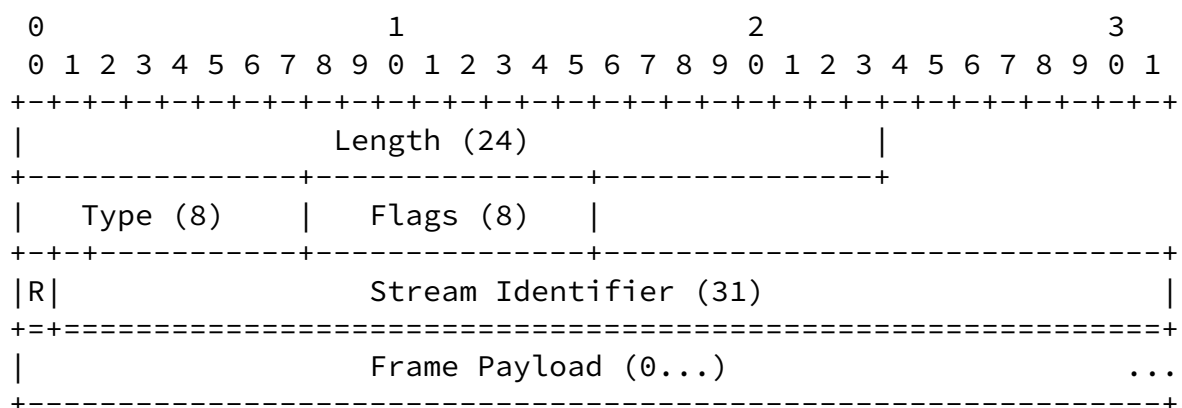 0                   1                   2                   3
 0 1 2 3 4 5 6 7 8 9 0 1 2 3 4 5 6 7 8 9 0 1 2 3 4 5 6 7 8 9 0 1
+-+-+-+-+-+-+-+-+-+-+-+-+-+-+-+-+-+-+-+-+-+-+-+-+-+-+-+-+-+-+-+-+
|                 Length (24)                   |
+---------------+---------------+---------------+
|   Type (8)    |   Flags (8)   |
+-+-+-----------+---------------+-------------------------------+
|R|                 Stream Identifier (31)                      |
+=+=============================================================+
|                   Frame Payload (0...)                      ...
+---------------------------------------------------------------+